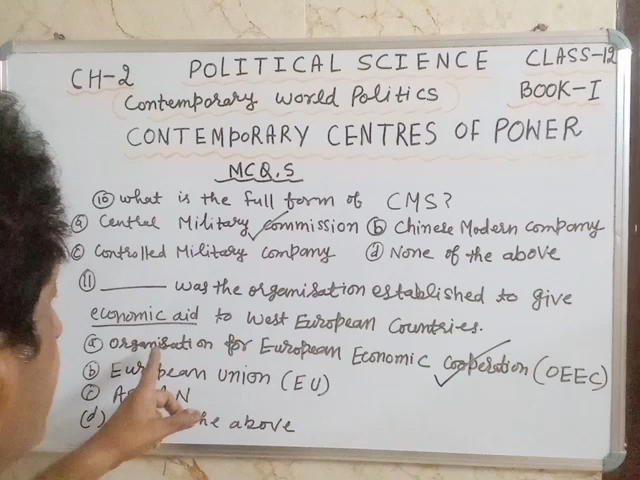 CH-2 POLITICAL SCIENCE CLASS-12
Contemporary World Politics BOOK-I
CONTEMPORARY CENTRES OF POWER
MCQ.S
⑩ What is the full form of CMS?
ⓐ Central Military Commission ⓑ Chinese Modern Company
ⓒ Controlled Military Company ⓓ None of the above
⑪ ______ was the organisation established to give
economic aid to West European Countries.
ⓐ Organisation for European Economic Cooperation (OEEC)
ⓑ European Union (EU)
ⓒ
(d) the above